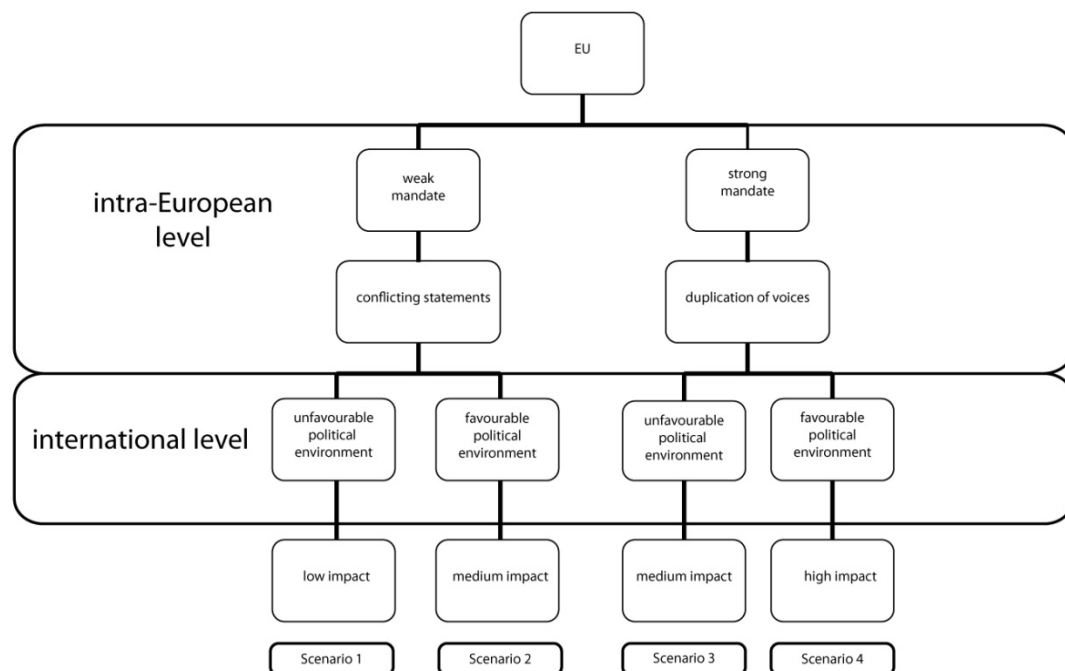 EU
weak
mandate
strong
mandate
intra-European
level
conflicting statements
duplication of voices
international level
unfavourable
political
environment
favourable
political
environment
unfavourable
political
environment
favourable
political
environment
low impact
medium impact
medium impact
high impact
Scenario 1
Scenario 2
Scenario 3
Scenario 4